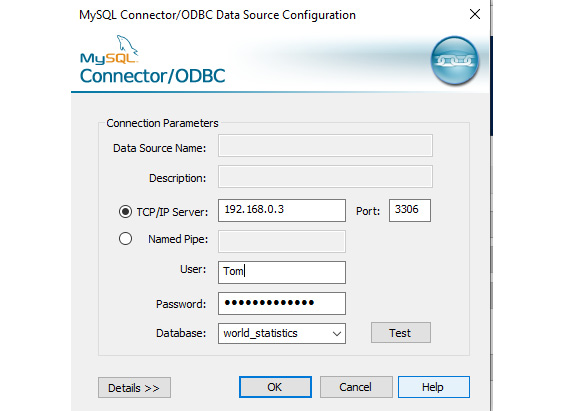 MySQL Connector/ODBC Data Source Configuration
MySQL
Connector/ODBC
Connection Parameters
Data Source Name:
Description:
TCP/IP Server: 192.168.0.3 Port: 3306
Named Pipe:
User: Tom
Password: •••••••••••••
Database: world_statistics Test
Details >> OK Cancel Help